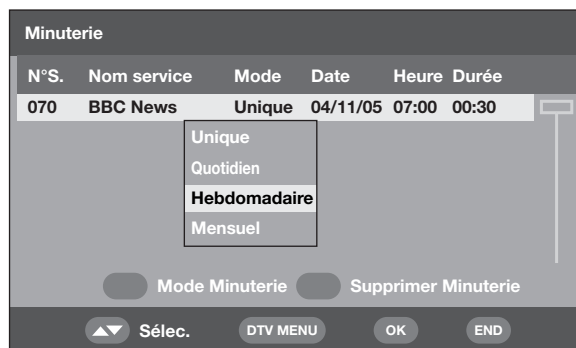 Minuterie
N°S. Nom service Mode Date Heure Durée
070 BBC News Unique 04/11/05 07:00 00:30
Unique
Quotidien
Hebdomadaire
Mensuel
Mode Minuterie Supprimer Minuterie
Sélec. DTV MENU OK END